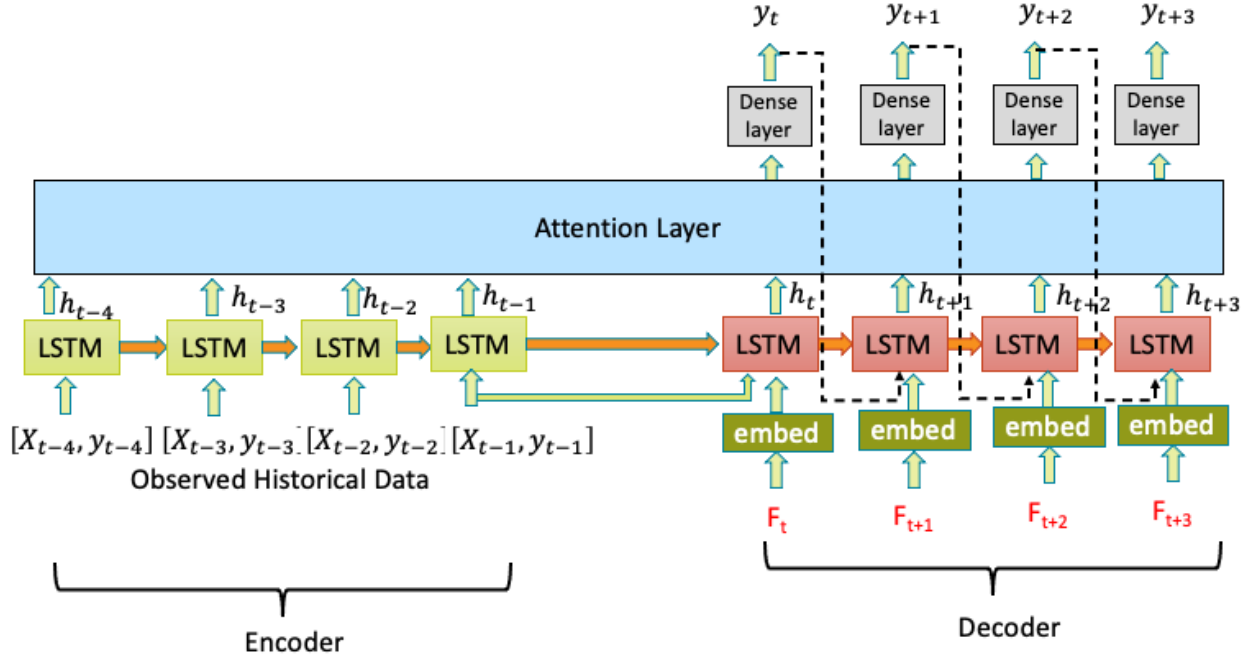 y_t y_{t+1} y_{t+2} y_{t+3}
Dense layer Dense layer Dense layer Dense layer
Attention Layer
h_{t−4} h_{t−3} h_{t−2} h_{t−1} h_t h_{t+1} h_{t+2} h_{t+3}
LSTM LSTM LSTM LSTM LSTM LSTM LSTM LSTM
embed embed embed embed
[X_{t−4}, y_{t−4}] [X_{t−3}, y_{t−3}] [X_{t−2}, y_{t−2}] [X_{t−1}, y_{t−1}]
Observed Historical Data
F_t F_{t+1} F_{t+2} F_{t+3}
Encoder
Decoder